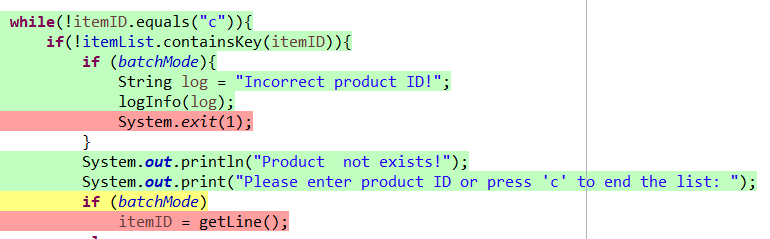 while(!itemID.equals("c")){
if(!itemList.containsKey(itemID)){
if (batchMode){
String log = "Incorrect product ID!";
logInfo(log);
System.exit(1);
}
System.out.println("Product  not exists!");
System.out.print("Please enter product ID or press 'c' to end the list: ");
if (batchMode)
itemID = getLine();